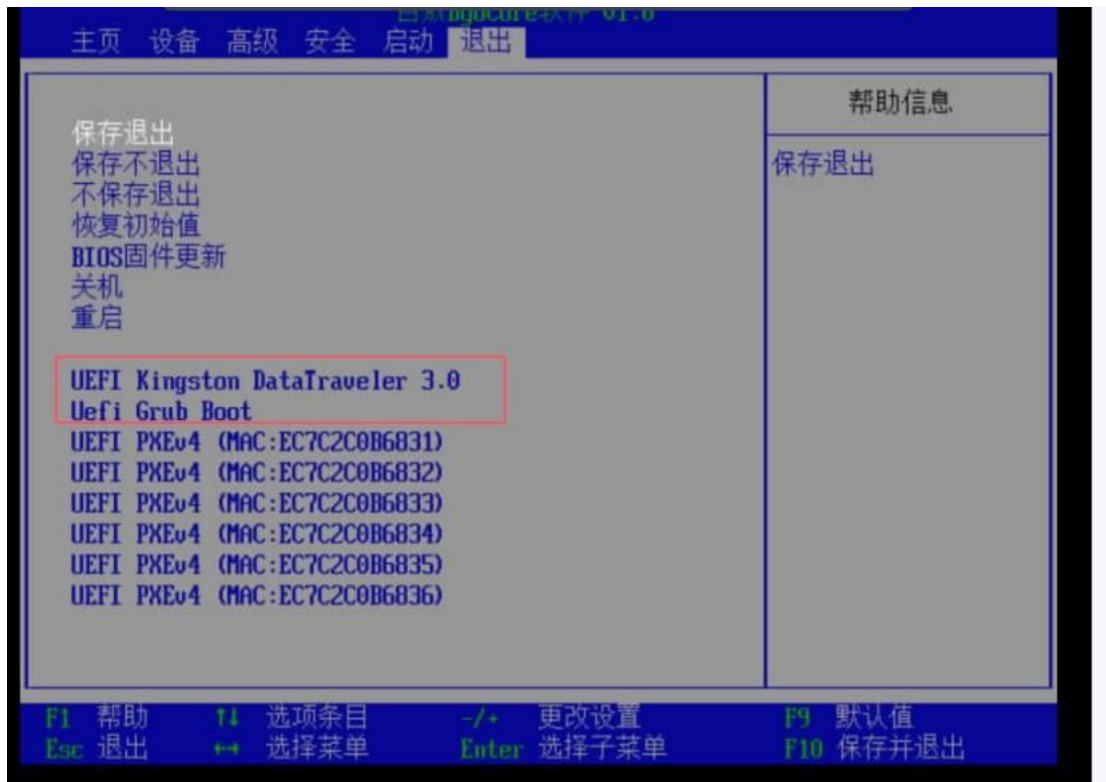 主页 设备 高级 安全 启动 退出
帮助信息
保存退出
保存退出
保存不退出
不保存退出
恢复初始值
BIOS固件更新
关机
重启
UEFI Kingston DataTraveler 3.0
Uefi Grub Boot
UEFI PXEv4 (MAC:EC7C2C0B6831)
UEFI PXEv4 (MAC:EC7C2C0B6832)
UEFI PXEv4 (MAC:EC7C2C0B6833)
UEFI PXEv4 (MAC:EC7C2C0B6834)
UEFI PXEv4 (MAC:EC7C2C0B6835)
UEFI PXEv4 (MAC:EC7C2C0B6836)
F1 帮助 ↑↓ 选项条目 -/+ 更改设置 F9 默认值
Esc 退出 ←→ 选择菜单 Enter 选择子菜单 F10 保存并退出